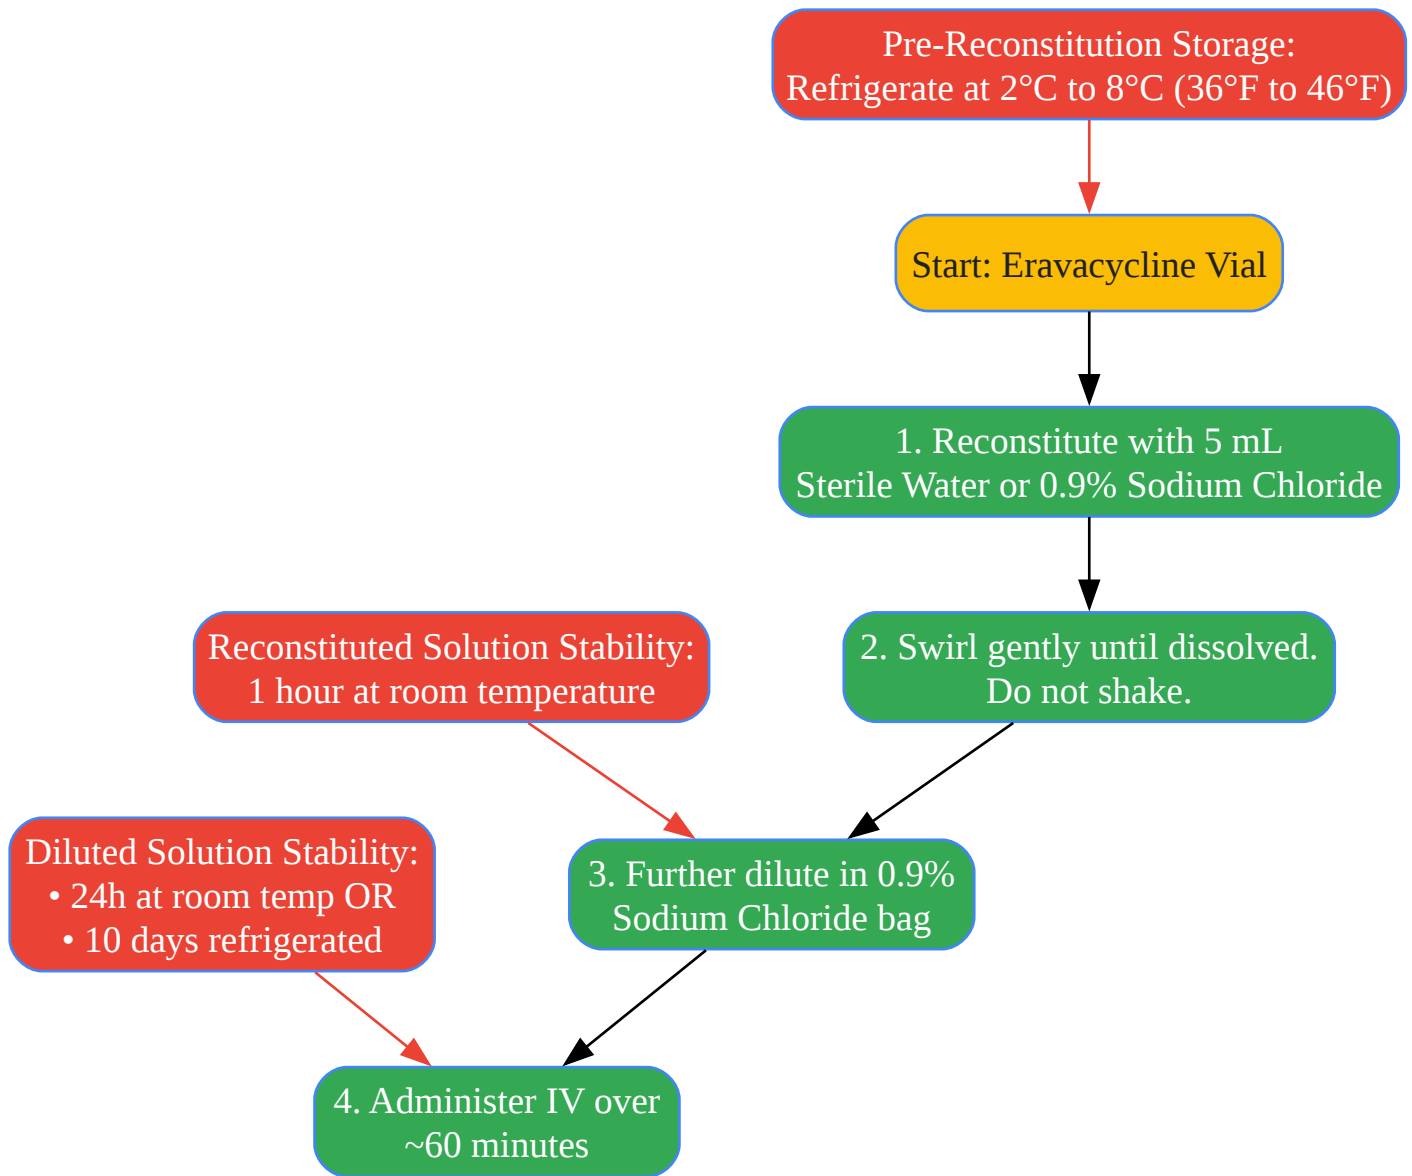 Pre-Reconstitution Storage:
Refrigerate at 2°C to 8°C (36°F to 46°F)
Start: Eravacycline Vial
1. Reconstitute with 5 mL
Sterile Water or 0.9% Sodium Chloride
Reconstituted Solution Stability:
1 hour at room temperature
2. Swirl gently until dissolved.
Do not shake.
Diluted Solution Stability:
• 24h at room temp OR
• 10 days refrigerated
3. Further dilute in 0.9%
Sodium Chloride bag
4. Administer IV over
~60 minutes